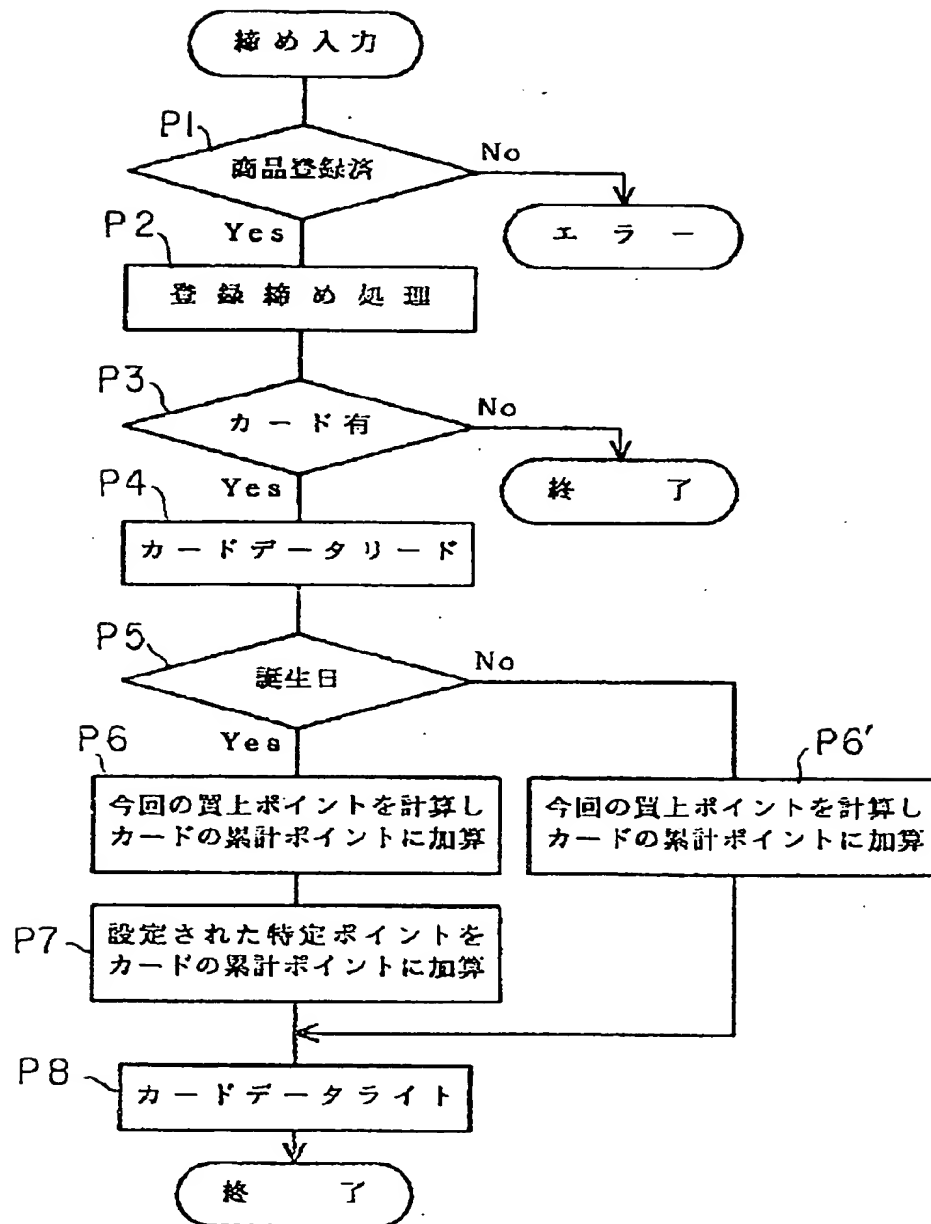 締め入力
P1
商品登録済
No
Yes
エラー
P2
登録締め処理
P3
カード有
No
Yes
終了
P4
カードデータリード
P5
誕生日
No
Yes
P6
今回の買上ポイントを計算し
カードの累計ポイントに加算
P6′
今回の買上ポイントを計算し
カードの累計ポイントに加算
P7
設定された特定ポイントを
カードの累計ポイントに加算
P8
カードデータライト
終了